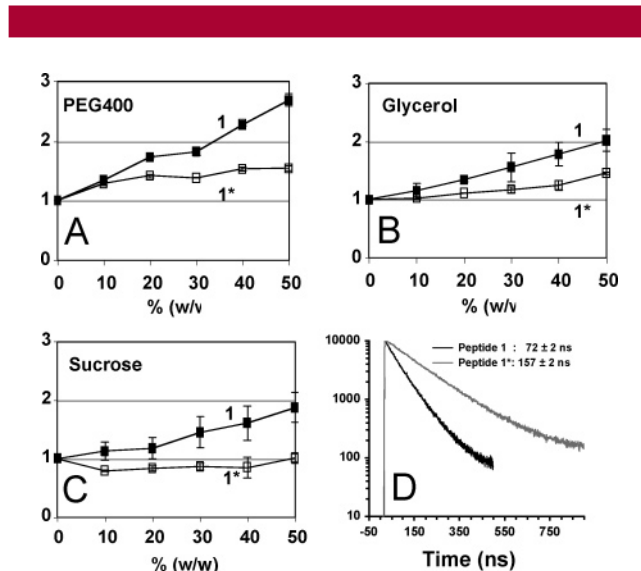 3
PEG400
1
2
1
1*
A
0
0 10 20 30 40 50
% (w/v
3
Glycerol
1
2
1
1*
B
0
0 10 20 30 40 50
% (w/v
3
Sucrose
2
1
1
1*
C
0
0 10 20 30 40 50
% (w/w)
10000
Peptide 1 : 72 ± 2 ns
Peptide 1*: 157 ± 2 ns
1000
100
D
10
-50 150 350 550 750
Time (ns)